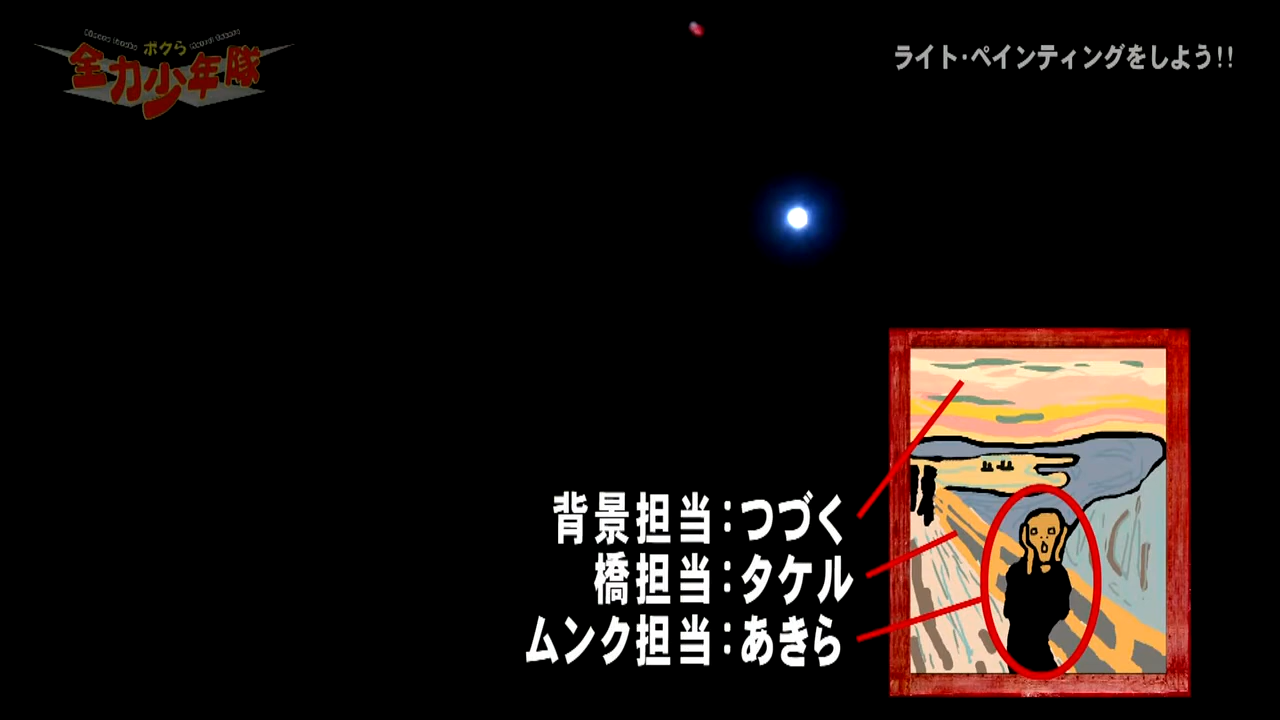 ボクら
全力少年隊
ライト・ペインティングをしよう!!
背景担当：つづく
橋担当：タケル
ムンク担当：あきら